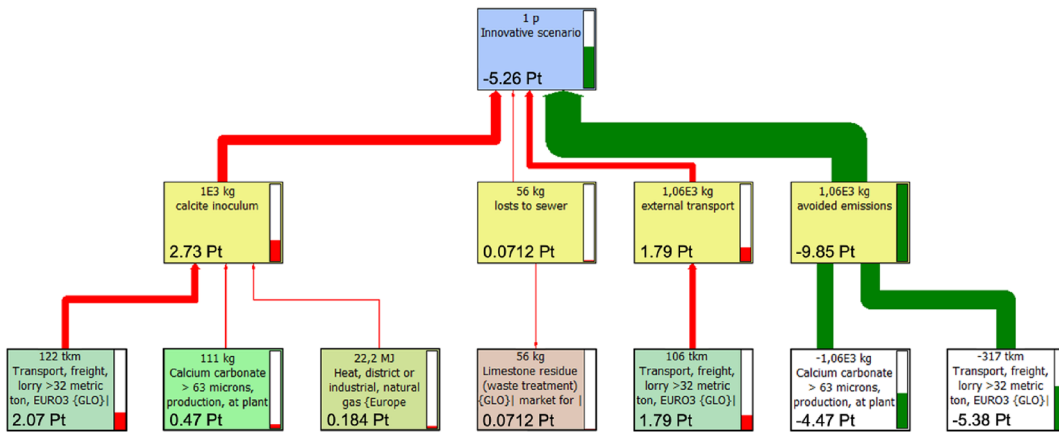 1 p
Innovative scenario
-5.26 Pt
1E3 kg
calcite inoculum
2.73 Pt
56 kg
losts to sewer
0.0712 Pt
1,06E3 kg
external transport
1.79 Pt
1,06E3 kg
avoided emissions
-9.85 Pt
122 tkm
Transport, freight,
lorry >32 metric
ton, EURO3 {GLO}|
2.07 Pt
111 kg
Calcium carbonate
> 63 microns,
production, at plant
0.47 Pt
22,2 MJ
Heat, district or
industrial, natural
gas {Europe
0.184 Pt
56 kg
Limestone residue
(waste treatment)
{GLO}| market for |
0.0712 Pt
106 tkm
Transport, freight,
lorry >32 metric
ton, EURO3 {GLO}|
1.79 Pt
-1,06E3 kg
Calcium carbonate
> 63 microns,
production, at plant
-4.47 Pt
-317 tkm
Transport, freight,
lorry >32 metric
ton, EURO3 {GLO}|
-5.38 Pt